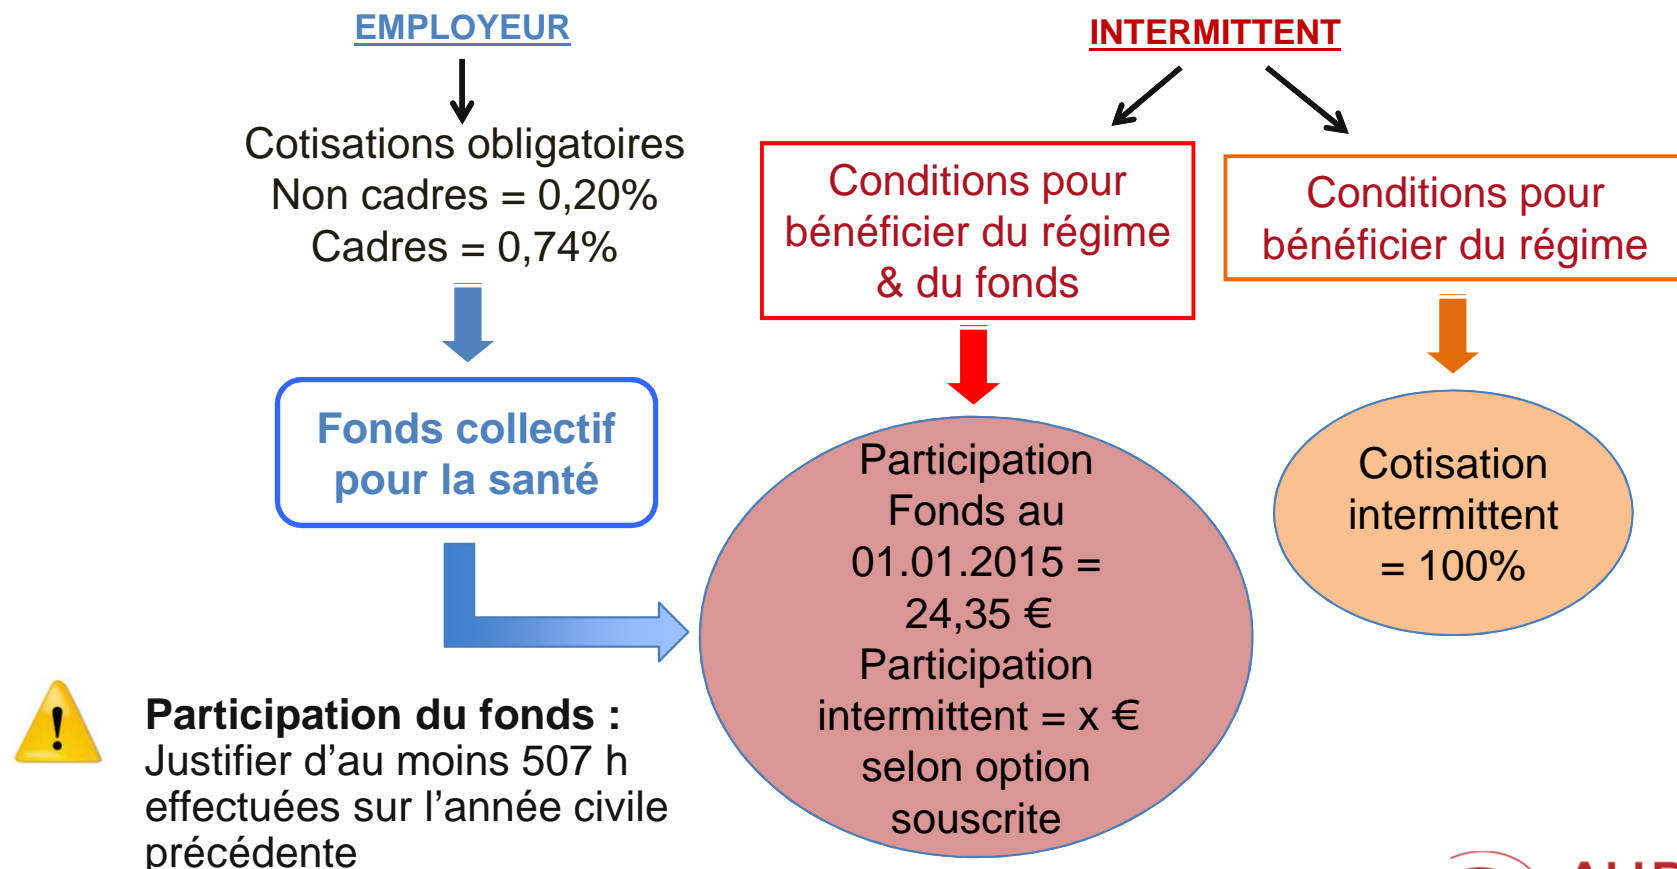 EMPLOYEUR
Cotisations obligatoires
Non cadres = 0,20%
Cadres = 0,74%
Fonds collectif
pour la santé
INTERMITTENT
Conditions pour
bénéficier du régime
& du fonds
Conditions pour
bénéficier du régime
Participation
Fonds au
01.01.2015 =
24,35 €
Participation
intermittent = x €
selon option
souscrite
Cotisation
intermittent
= 100%
Participation du fonds :
Justifier d'au moins 507 h
effectuées sur l'année civile
précédente